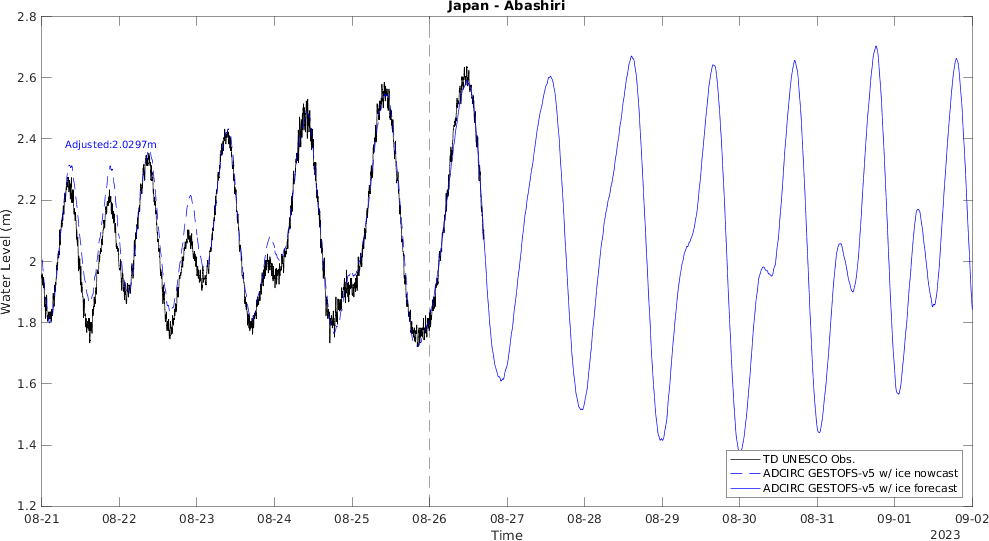 Japan - Abashiri
2.8
2.6
2.4
2.2
2
1.8
1.6
1.4
1.2
Water Level (m)
Adjusted:2.0297m
TD UNESCO Obs.
ADCIRC GESTOFS-v5 w/ ice nowcast
ADCIRC GESTOFS-v5 w/ ice forecast
08-21 08-22 08-23 08-24 08-25 08-26 08-27 08-28 08-29 08-30 08-31 09-01 09-02
Time
2023